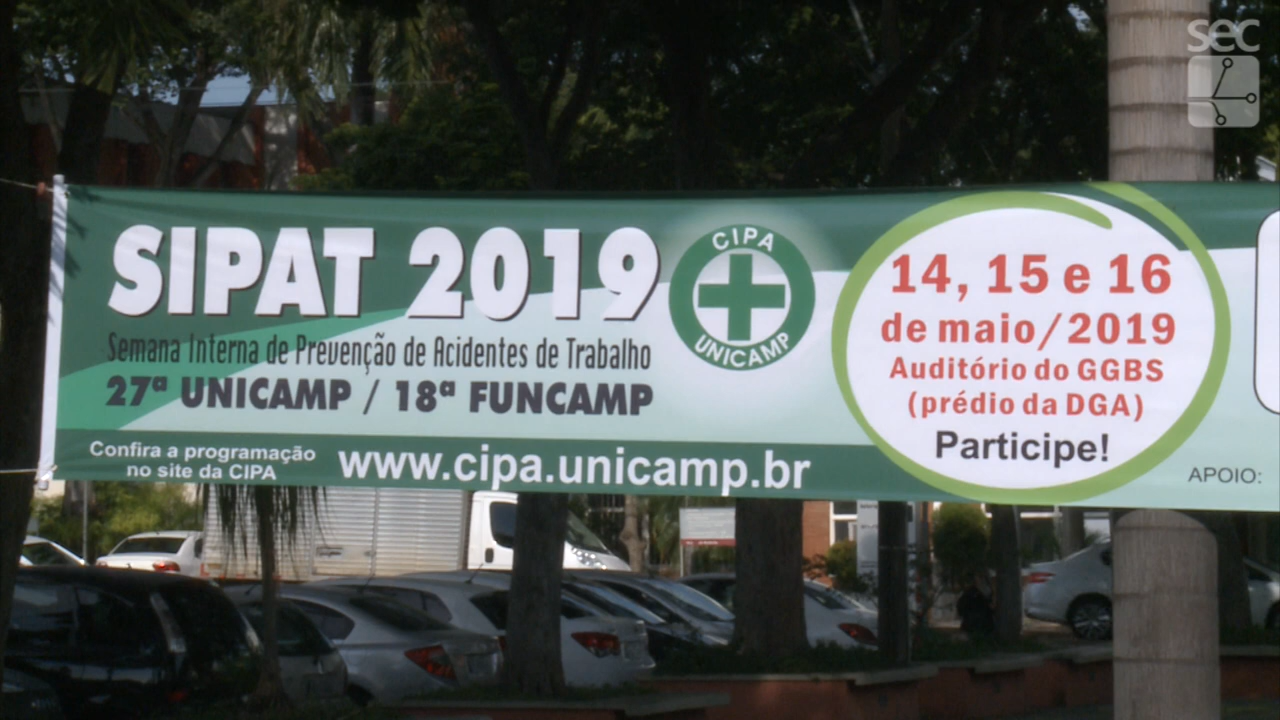 sec
SIPAT 2019
Semana Interna de Prevenção de Acidentes de Trabalho
27ª UNICAMP / 18ª FUNCAMP
Confira a programação
no site da CIPA
www.cipa.unicamp.br
CIPA
UNICAMP
14, 15 e 16
de maio/2019
Auditório do GGBS
(prédio da DGA)
Participe!
APOIO: